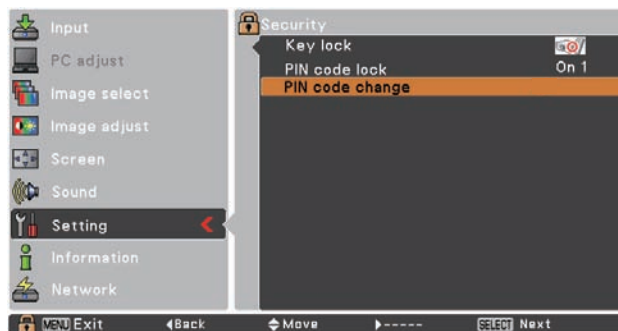 Input
PC adjust
Image select
Image adjust
Screen
Sound
Setting
Information
Network
Security
Key lock
PIN code lock On 1
PIN code change
MENU Exit ◀Back Move ▶----- SELECT Next